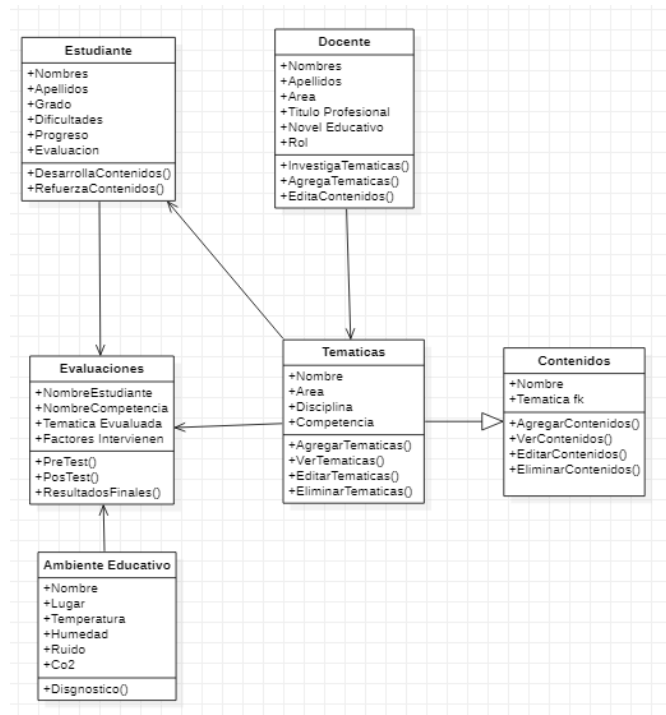 Estudiante
+Nombres
+Apellidos
+Grado
+Dificultades
+Progreso
+Evaluacion
+DesarrollaContenidos()
+RefuerzaContenidos()
Docente
+Nombres
+Apellidos
+Area
+Titulo Profesional
+Novel Educativo
+Rol
+InvestigaTematicas()
+AgregaTematicas()
+EditaContenidos()
Evaluaciones
+NombreEstudiante
+NombreCompetencia
+Tematica Evualuada
+Factores Intervienen
+PreTest()
+PosTest()
+ResultadosFinales()
Tematicas
+Nombre
+Area
+Disciplina
+Competencia
+AgregarTematicas()
+VerTematicas()
+EditarTematicas()
+EliminarTematicas()
Contenidos
+Nombre
+Tematica fk
+AgregarContenidos()
+VerContenidos()
+EditarContenidos()
+EliminarContenidos()
Ambiente Educativo
+Nombre
+Lugar
+Temperatura
+Humedad
+Ruido
+Co2
+Disgnostico()